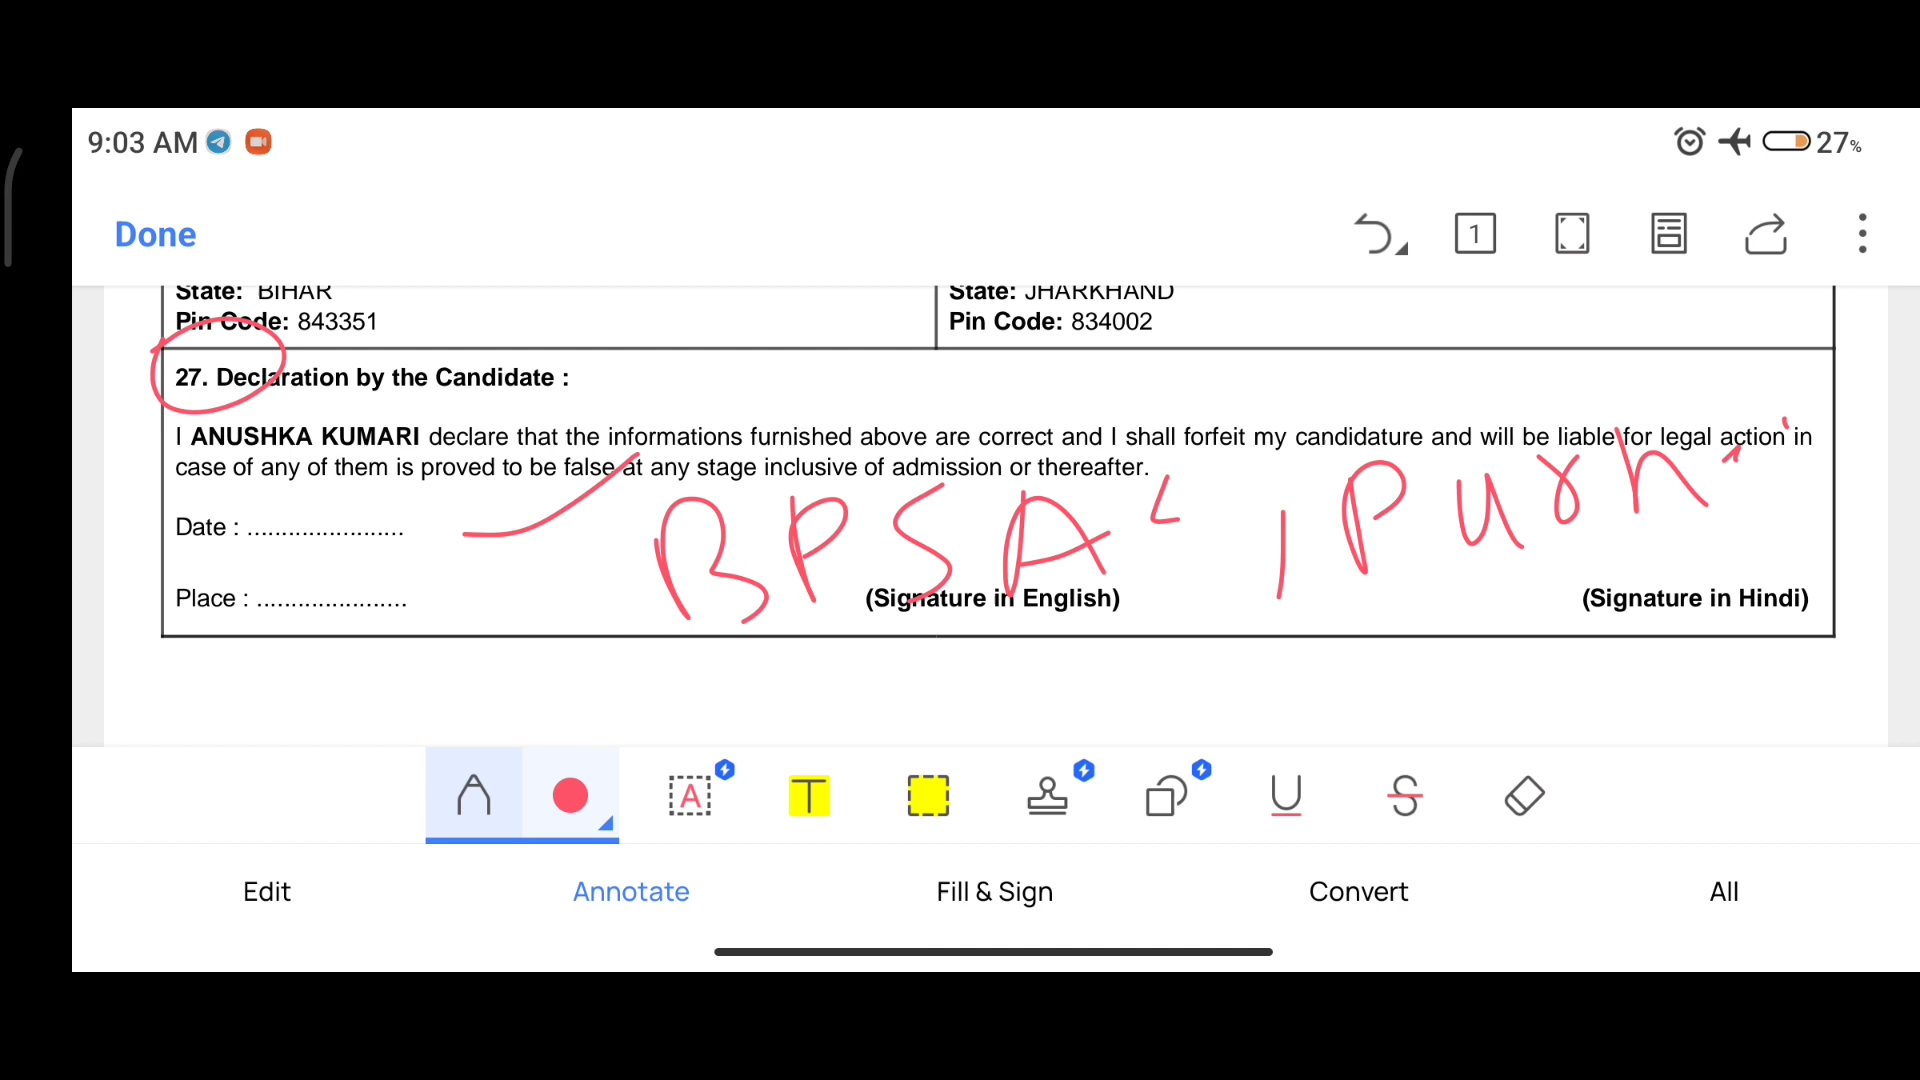 9:03 AM
27%
Done
1
State: BIHAR
Pin Code: 843351
State: JHARKHAND
Pin Code: 834002
27. Declaration by the Candidate :
I ANUSHKA KUMARI declare that the informations furnished above are correct and I shall forfeit my candidature and will be liable for legal action in
case of any of them is proved to be false at any stage inclusive of admission or thereafter.
BPSA
Date : ......................
Place : .....................
(Signature in English)
(Signature in Hindi)
A
T
U
S
Edit
Annotate
Fill & Sign
Convert
All